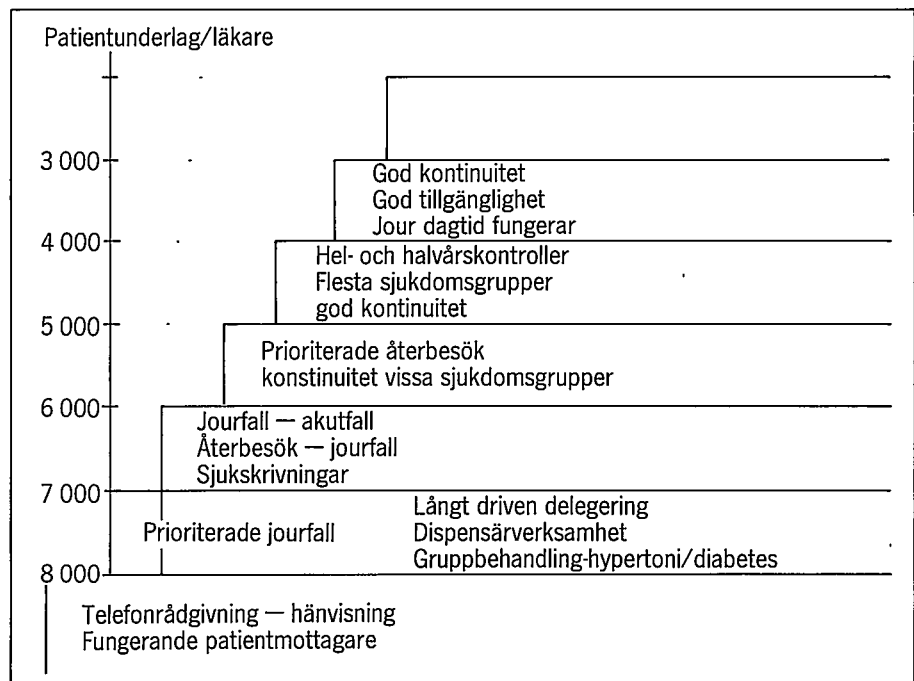 Patientunderlag/läkare
3 000
God kontinuitet
God tillgänglighet
Jour dagtid fungerar
4 000
Hel- och halvårskontroller
Flesta sjukdomsgrupper
god kontinuitet
5 000
Prioriterade återbesök
konstinuitet vissa sjukdomsgrupper
6 000
Jourfall — akutfall
Återbesök — jourfall
Sjukskrivningar
7 000
Prioriterade jourfall
Långt driven delegering
Dispensärverksamhet
Gruppbehandling-hypertoni/diabetes
8 000
Telefonrådgivning — hänvisning
Fungerande patientmottagare